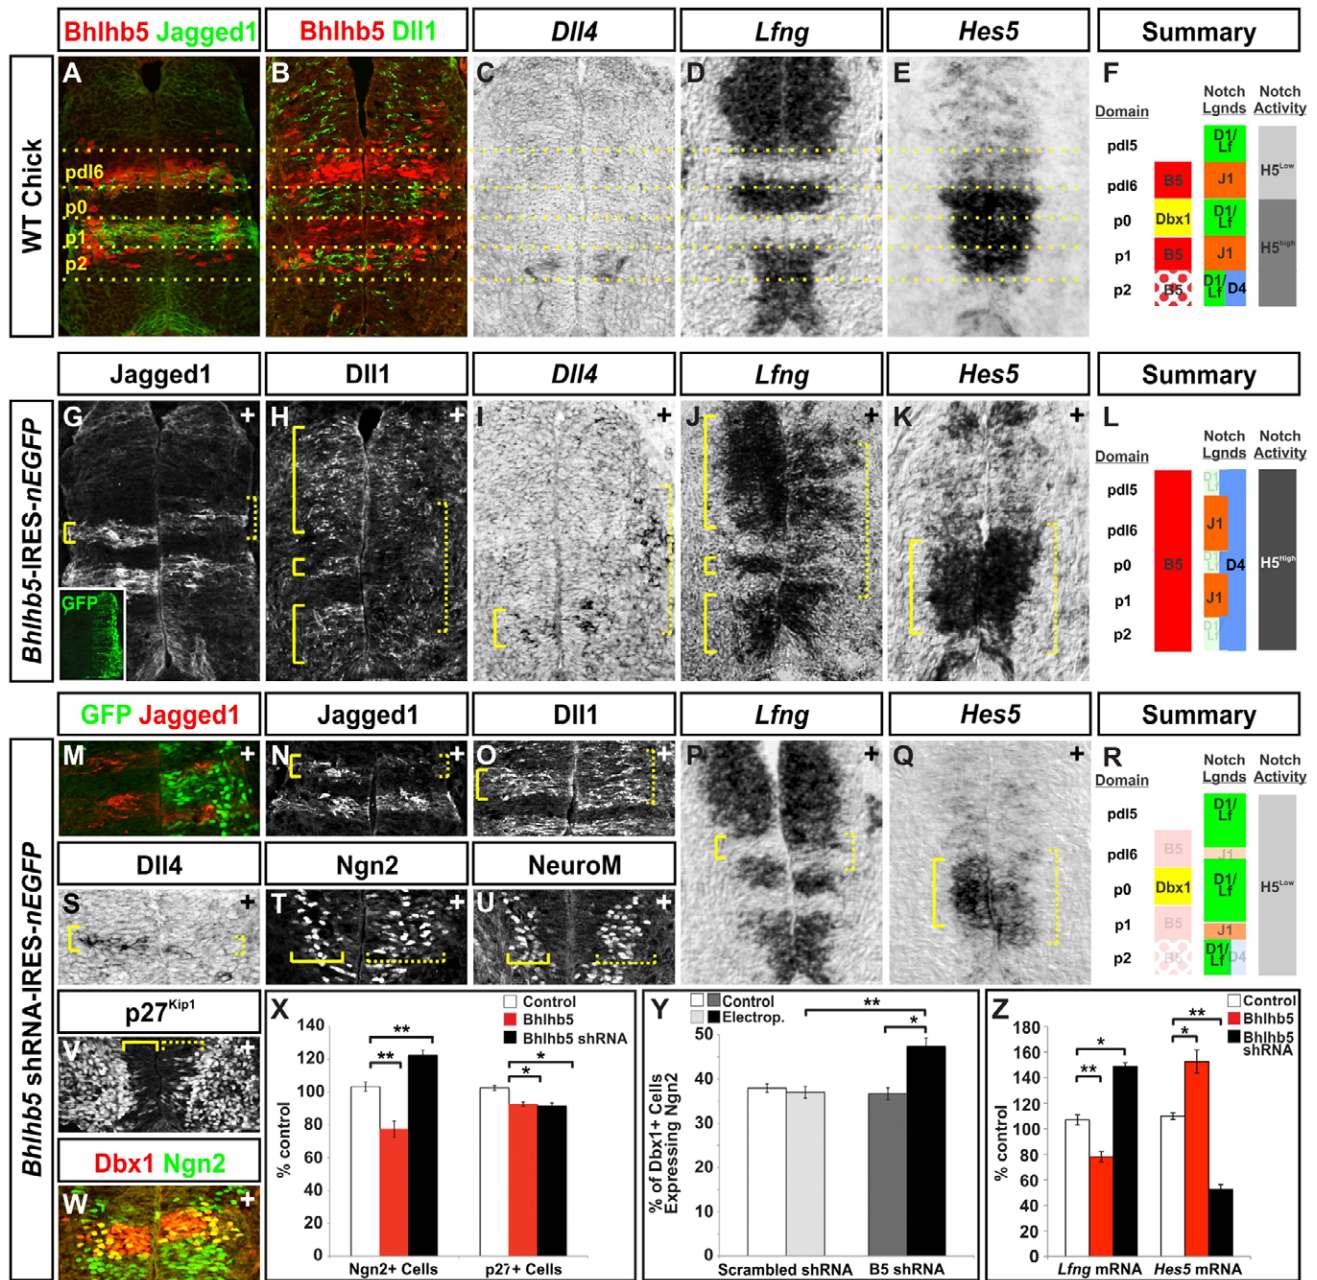 Bhlhb5 Jagged1
Bhlhb5 Dll1
Dll4
Lfng
Hes5
Summary
WT Chick
A
pdl6
p0
p1
p2
B
C
D
E
F
Domain
Notch Lgnds
Notch Activity
pdl5
D1/Lf
H5Low
pdl6
B5
J1
p0
Dbx1
D1/Lf
H5high
p1
B5
J1
p2
B5
D1/Lf
D4
Jagged1
Dll1
Dll4
Lfng
Hes5
Summary
Bhlhb5-IRES-nEGFP
G
+
GFP
H
+
I
+
J
+
K
+
L
Domain
Notch Lgnds
Notch Activity
pdl5
D1/Lf
pdl6
J1
p0
B5
D1/Lf
D4
H5High
p1
J1
p2
D1/Lf
GFP Jagged1
Jagged1
Dll1
Lfng
Hes5
Summary
Bhlhb5 shRNA-IRES-nEGFP
M
+
N
+
O
+
P
+
Q
+
R
Domain
Notch Lgnds
Notch Activity
pdl5
D1/Lf
pdl6
B5
J1
p0
Dbx1
D1/Lf
H5Low
p1
B5
J1
p2
B5
D1/Lf
D4
Dll4
Ngn2
NeuroM
S
+
T
+
U
+
p27Kip1
V
+
Dbx1 Ngn2
W
+
X
Control
Bhlhb5
Bhlhb5 shRNA
% control
140
120
100
80
60
40
20
0
**
**
*
*
Ngn2+ Cells
p27+ Cells
Y
Control
Electrop.
% of Dbx1+ Cells
Expressing Ngn2
50
40
30
20
10
0
**
*
Scrambled shRNA
B5 shRNA
Z
Control
Bhlhb5
Bhlhb5 shRNA
% control
180
160
140
120
100
80
60
40
20
0
*
**
**
*
Lfng mRNA
Hes5 mRNA